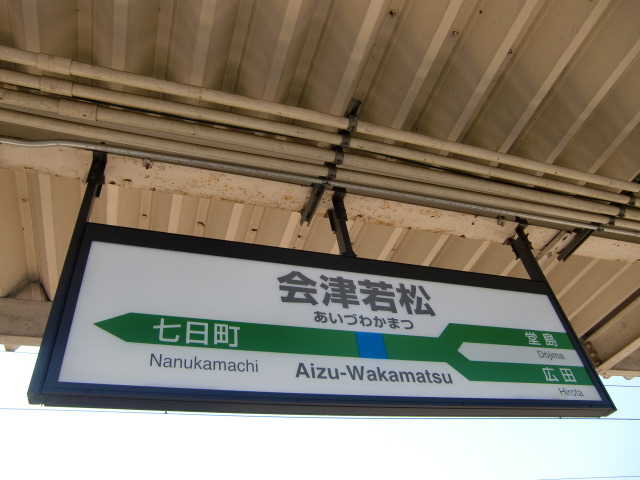 会津若松
あいづわかまつ
七日町
Nanukamachi
Aizu-Wakamatsu
堂島
Dōjima
広田
Hirota